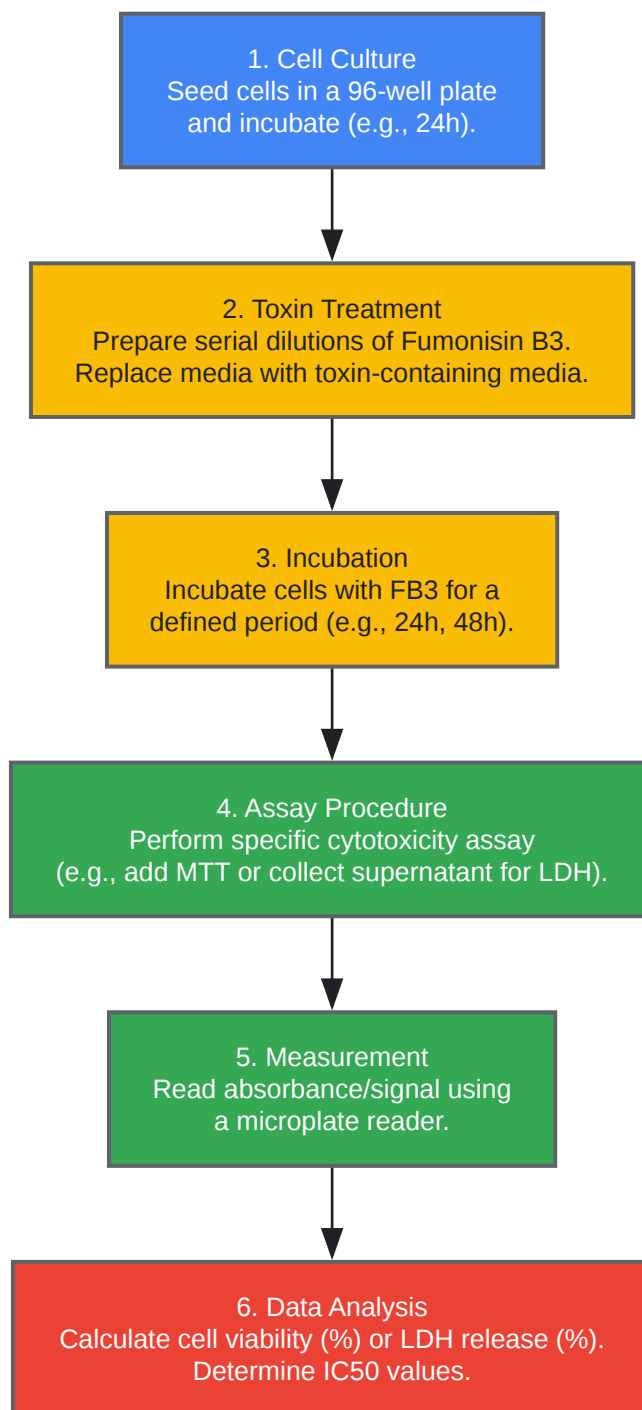 1. Cell Culture
Seed cells in a 96-well plate
and incubate (e.g., 24h).
2. Toxin Treatment
Prepare serial dilutions of Fumonisin B3.
Replace media with toxin-containing media.
3. Incubation
Incubate cells with FB3 for a
defined period (e.g., 24h, 48h).
4. Assay Procedure
Perform specific cytotoxicity assay
(e.g., add MTT or collect supernatant for LDH).
5. Measurement
Read absorbance/signal using
a microplate reader.
6. Data Analysis
Calculate cell viability (%) or LDH release (%).
Determine IC50 values.